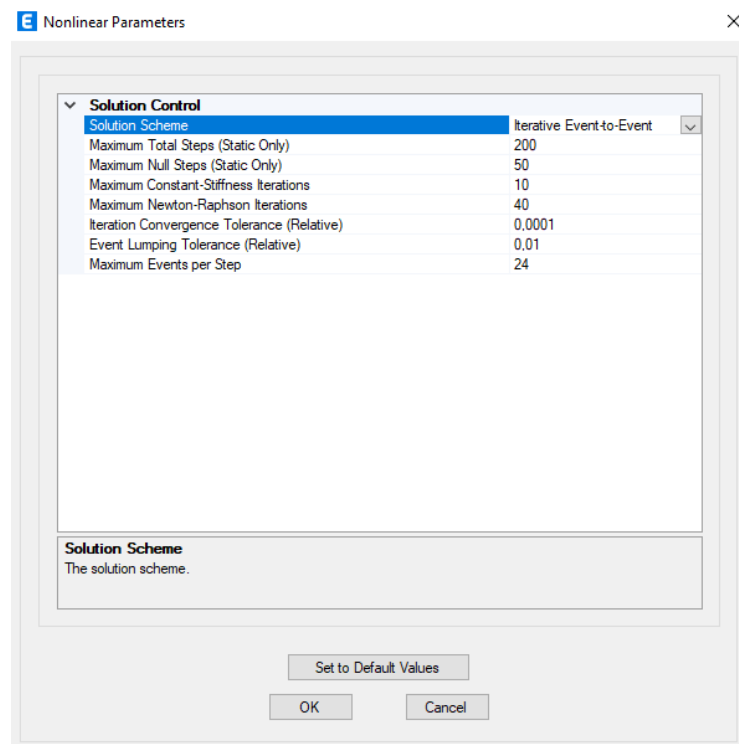 E Nonlinear Parameters
Solution Control
Solution Scheme Iterative Event-to-Event
Maximum Total Steps (Static Only) 200
Maximum Null Steps (Static Only) 50
Maximum Constant-Stiffness Iterations 10
Maximum Newton-Raphson Iterations 40
Iteration Convergence Tolerance (Relative) 0,0001
Event Lumping Tolerance (Relative) 0,01
Maximum Events per Step 24
Solution Scheme
The solution scheme.
Set to Default Values
OK Cancel